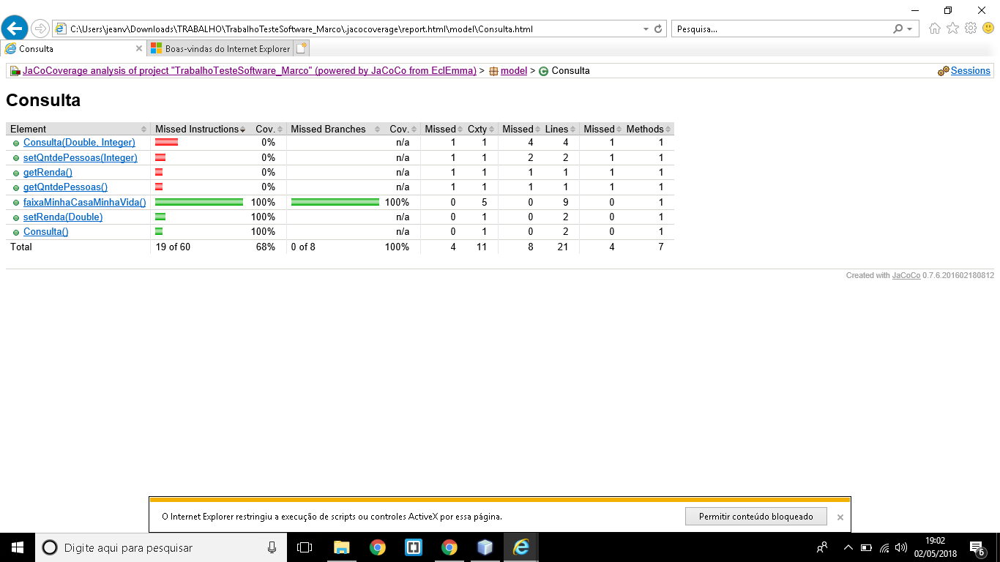 C:\Users\jeanv\Downloads\TRABALHO\TrabalhoTesteSoftware_Marco\.jacocoverage\report.html\model\Consulta.html
Pesquisa...
Consulta
Boas-vindas do Internet Explorer
JaCoCoverage analysis of project "TrabalhoTesteSoftware_Marco" (powered by JaCoCo from EclEmma) > model > Consulta
Sessions
Consulta
Element Missed Instructions Cov. Missed Branches Cov. Missed Cxty Missed Lines Missed Methods
Consulta(Double, Integer) 0% n/a 1 1 4 4 1 1
setQntdePessoas(Integer) 0% n/a 1 1 2 2 1 1
getRenda() 0% n/a 1 1 1 1 1 1
getQntdePessoas() 0% n/a 1 1 1 1 1 1
faixaMinhaCasaMinhaVida() 100% 100% 0 5 0 9 0 1
setRenda(Double) 100% n/a 0 1 0 2 0 1
Consulta() 100% n/a 0 1 0 2 0 1
Total 19 of 60 68% 0 of 8 100% 4 11 8 21 4 7
Created with JaCoCo 0.7.6.201602180812
O Internet Explorer restringiu a execução de scripts ou controles ActiveX por essa página.
Permitir conteúdo bloqueado
Digite aqui para pesquisar
19:02
02/05/2018
6